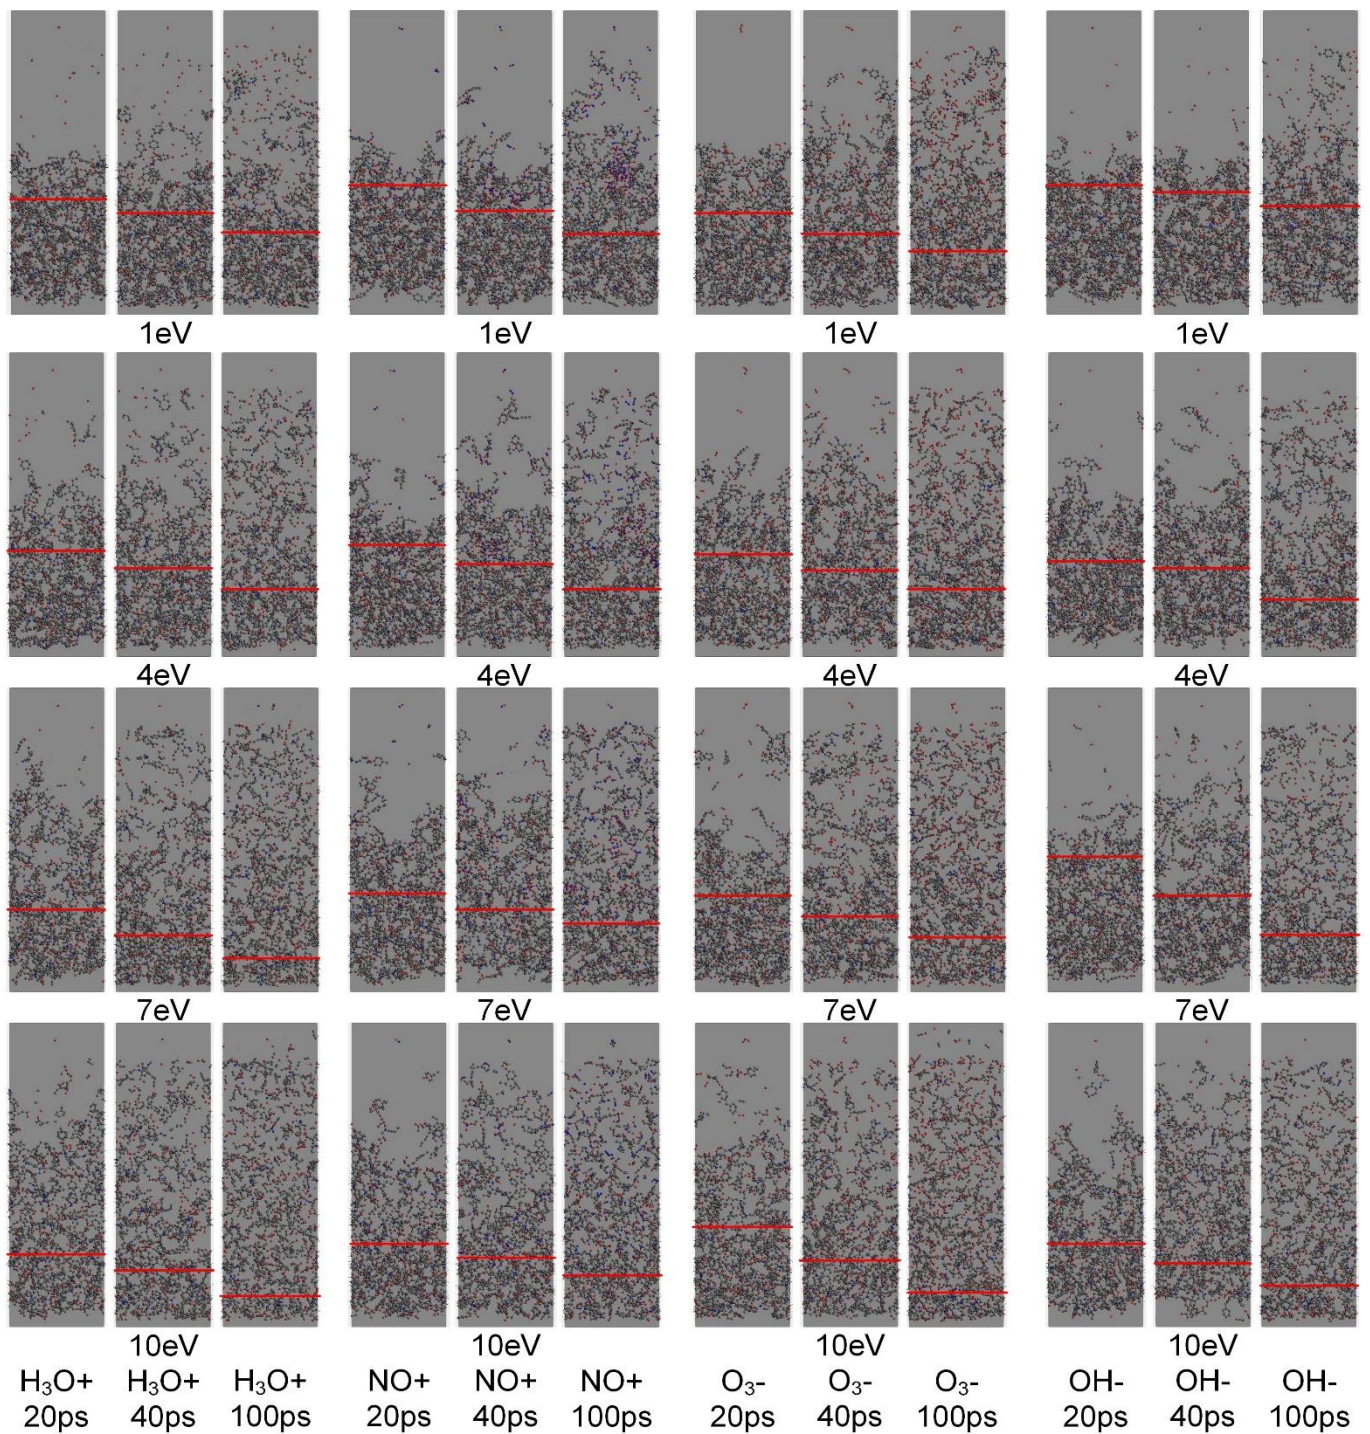 1eV 1eV 1eV 1eV
4eV 4eV 4eV 4eV
7eV 7eV 7eV 7eV
10eV 10eV 10eV 10eV
H₃O+ H₃O+ H₃O+ NO+ NO+ NO+ O₃- O₃- O₃- OH- OH- OH-
20ps 40ps 100ps 20ps 40ps 100ps 20ps 40ps 100ps 20ps 40ps 100ps